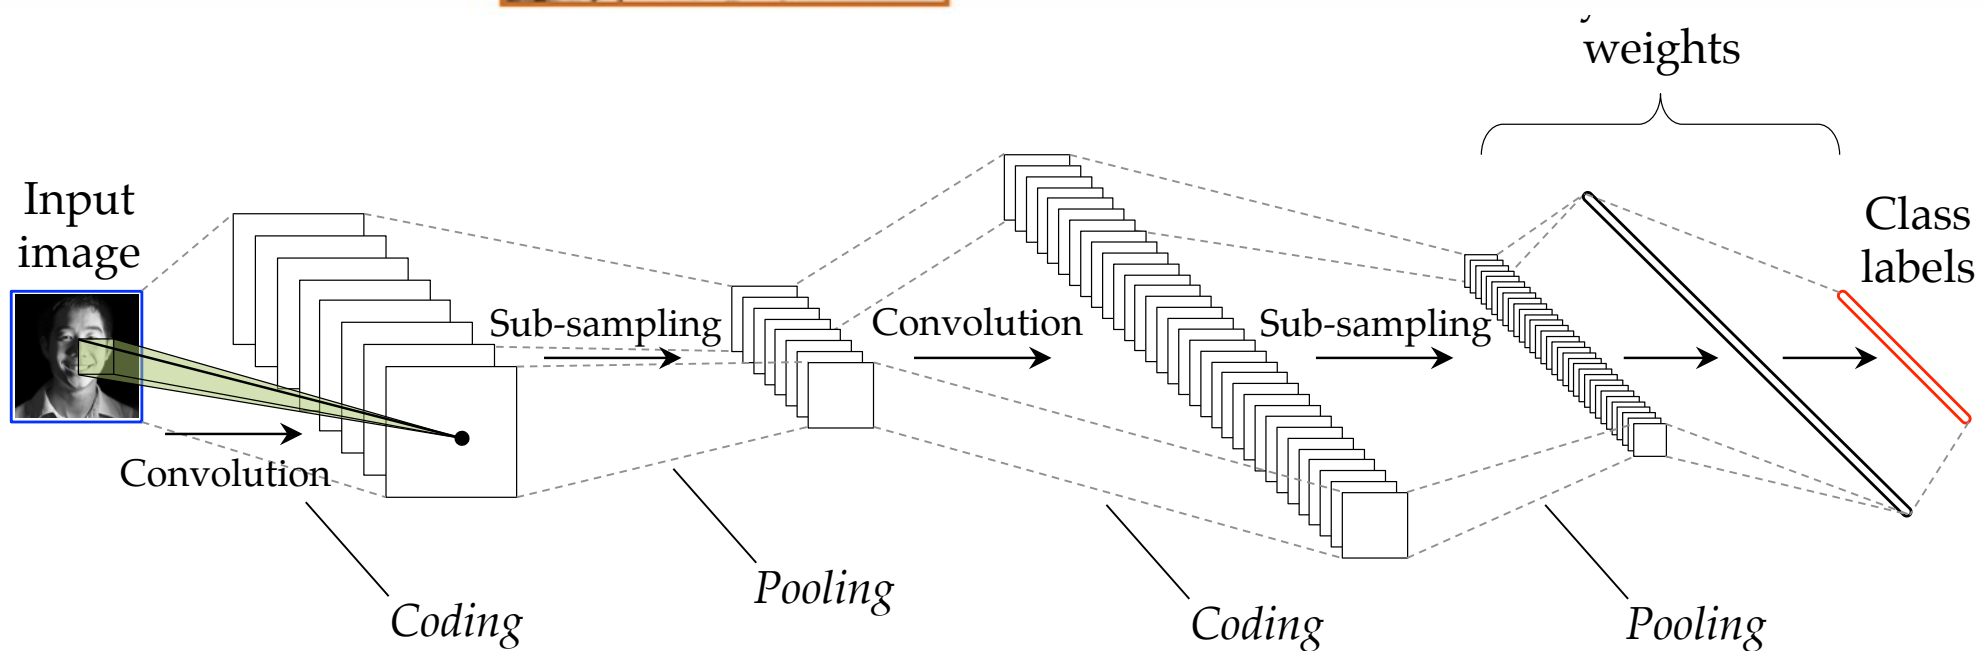 weights
Input
image
Class
labels
Sub-sampling
Convolution
Sub-sampling
Convolution
Pooling
Coding
Coding
Pooling